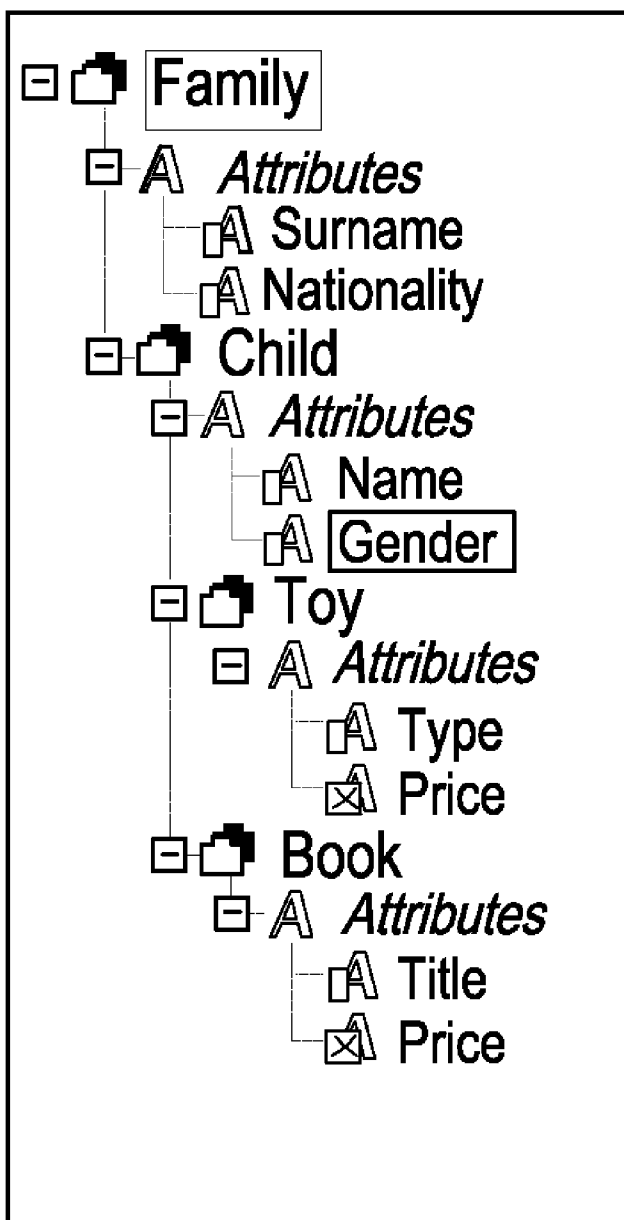 Family
Attributes
Surname
Nationality
Child
Attributes
Name
Gender
Toy
Attributes
Type
Price
Book
Attributes
Title
Price